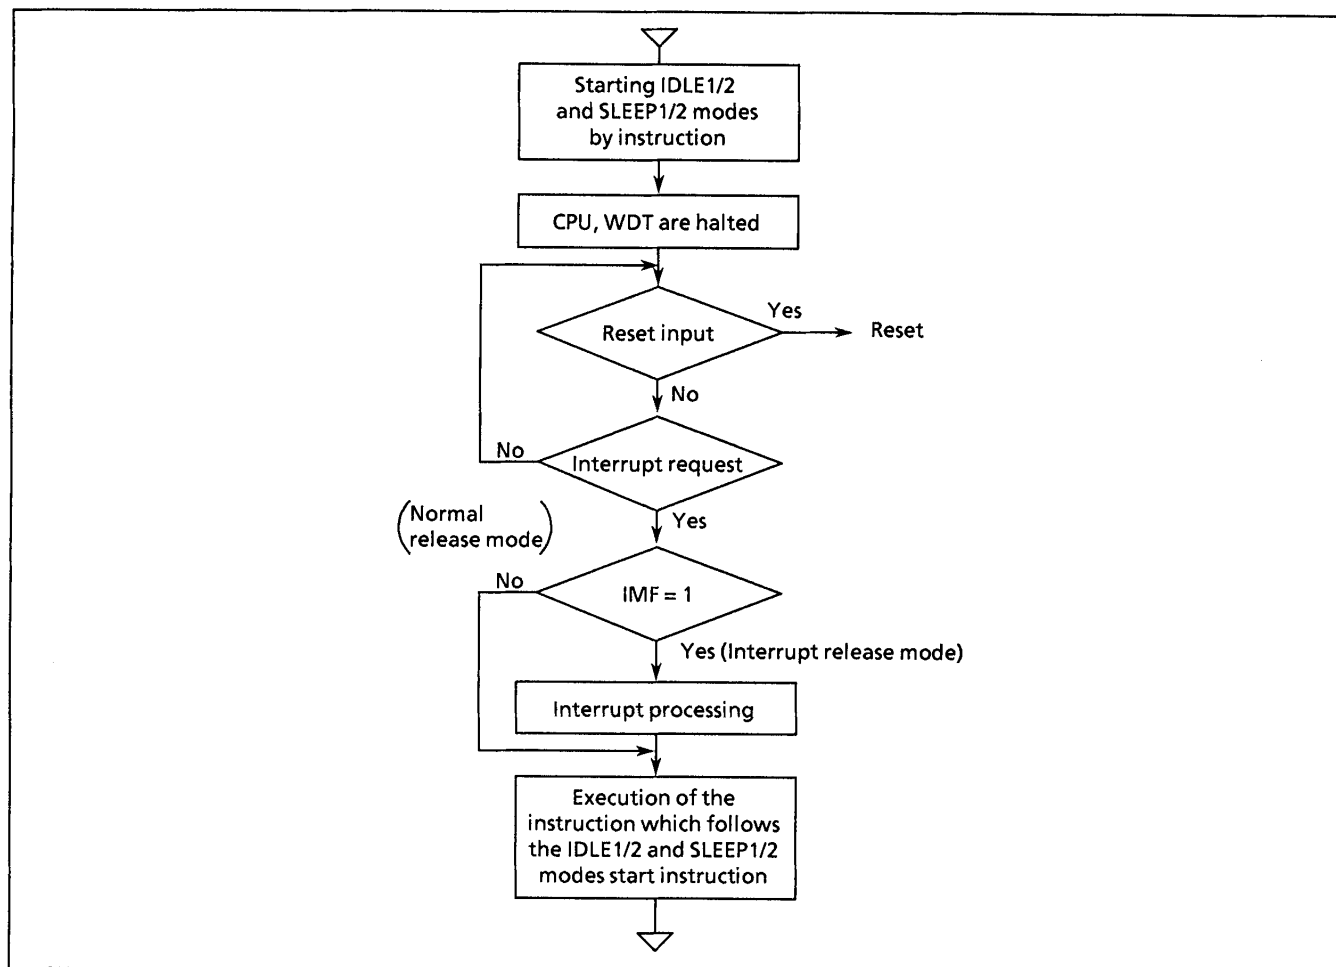 Starting IDLE1/2
and SLEEP1/2 modes
by instruction
CPU, WDT are halted
Yes
Reset input
Reset
No
No
Interrupt request
Yes
(Normal
release mode)
No
IMF = 1
Yes (Interrupt release mode)
Interrupt processing
Execution of the
instruction which follows
the IDLE1/2 and SLEEP1/2
modes start instruction